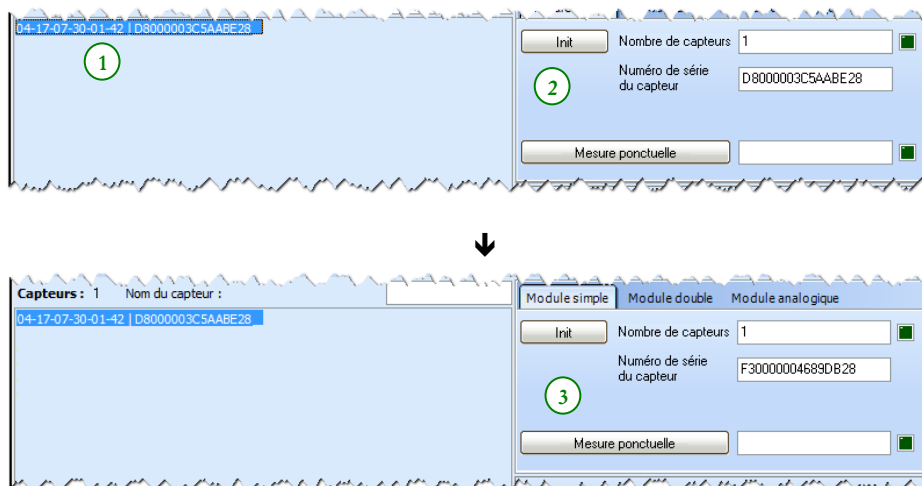 04-17-07-30-01-42 | D8000003C5AABE28
1
Init
Nombre de capteurs
1
2
Numéro de série
du capteur
D8000003C5AABE28
Mesure ponctuelle
Capteurs : 1
Nom du capteur :
Module simple
Module double
Module analogique
04-17-07-30-01-42 | D8000003C5AABE28
Init
Nombre de capteurs
1
Numéro de série
du capteur
F30000004689DB28
3
Mesure ponctuelle